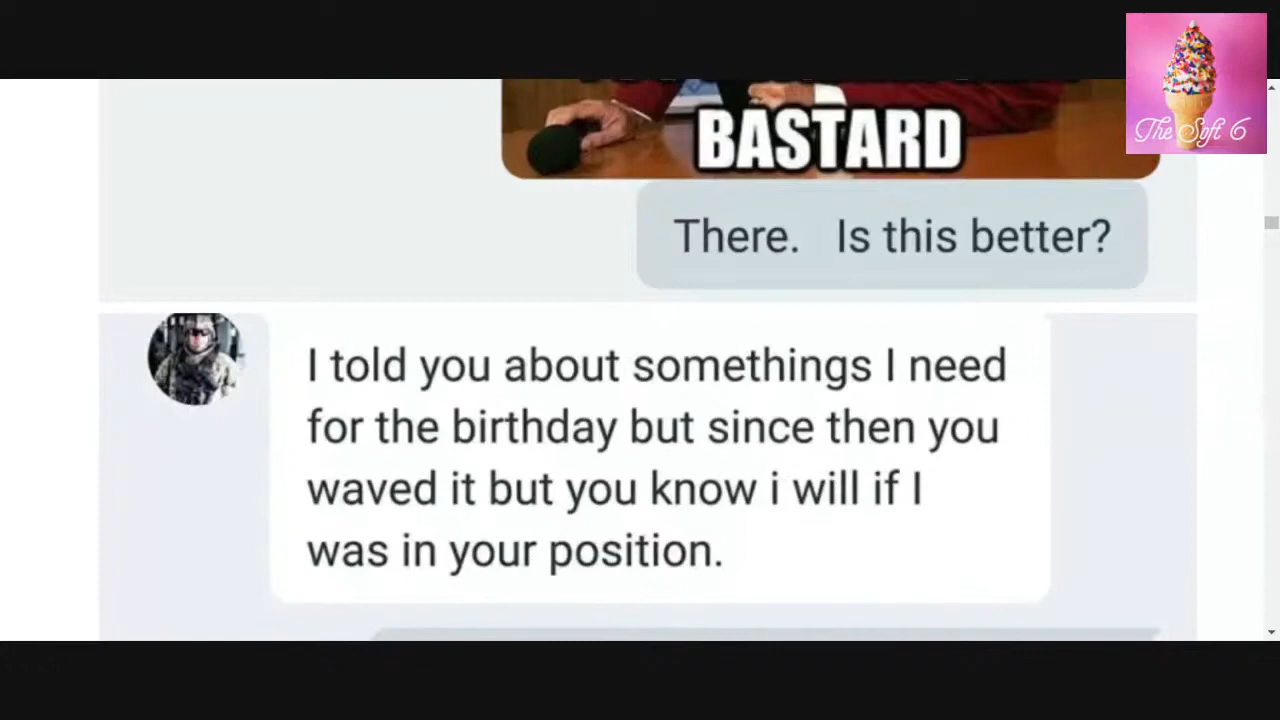 The Soft 6
BASTARD
There. Is this better?
I told you about somethings I need
for the birthday but since then you
waved it but you know i will if I
was in your position.